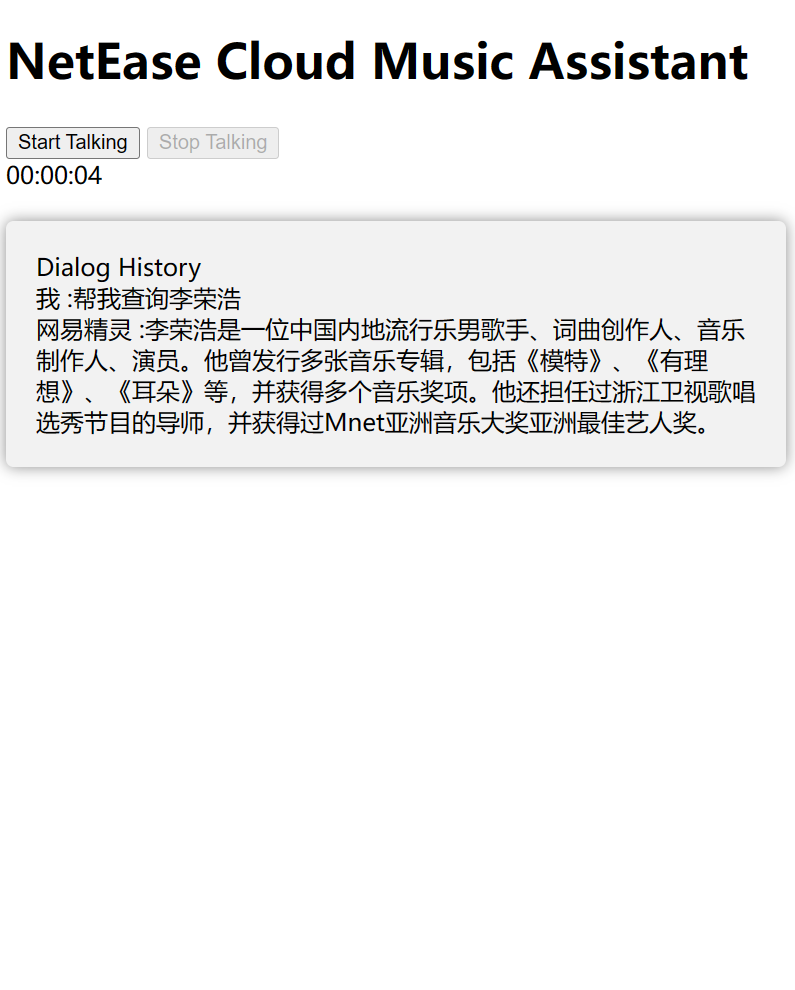 NetEase Cloud Music Assistant
Start Talking Stop Talking
00:00:04
Dialog History
我 :帮我查询李荣浩
网易精灵 :李荣浩是一位中国内地流行乐男歌手、词曲创作人、音乐
制作人、演员。他曾发行多张音乐专辑，包括《模特》、《有理
想》、《耳朵》等，并获得多个音乐奖项。他还担任过浙江卫视歌唱
选秀节目的导师，并获得过Mnet亚洲音乐大奖亚洲最佳艺人奖。